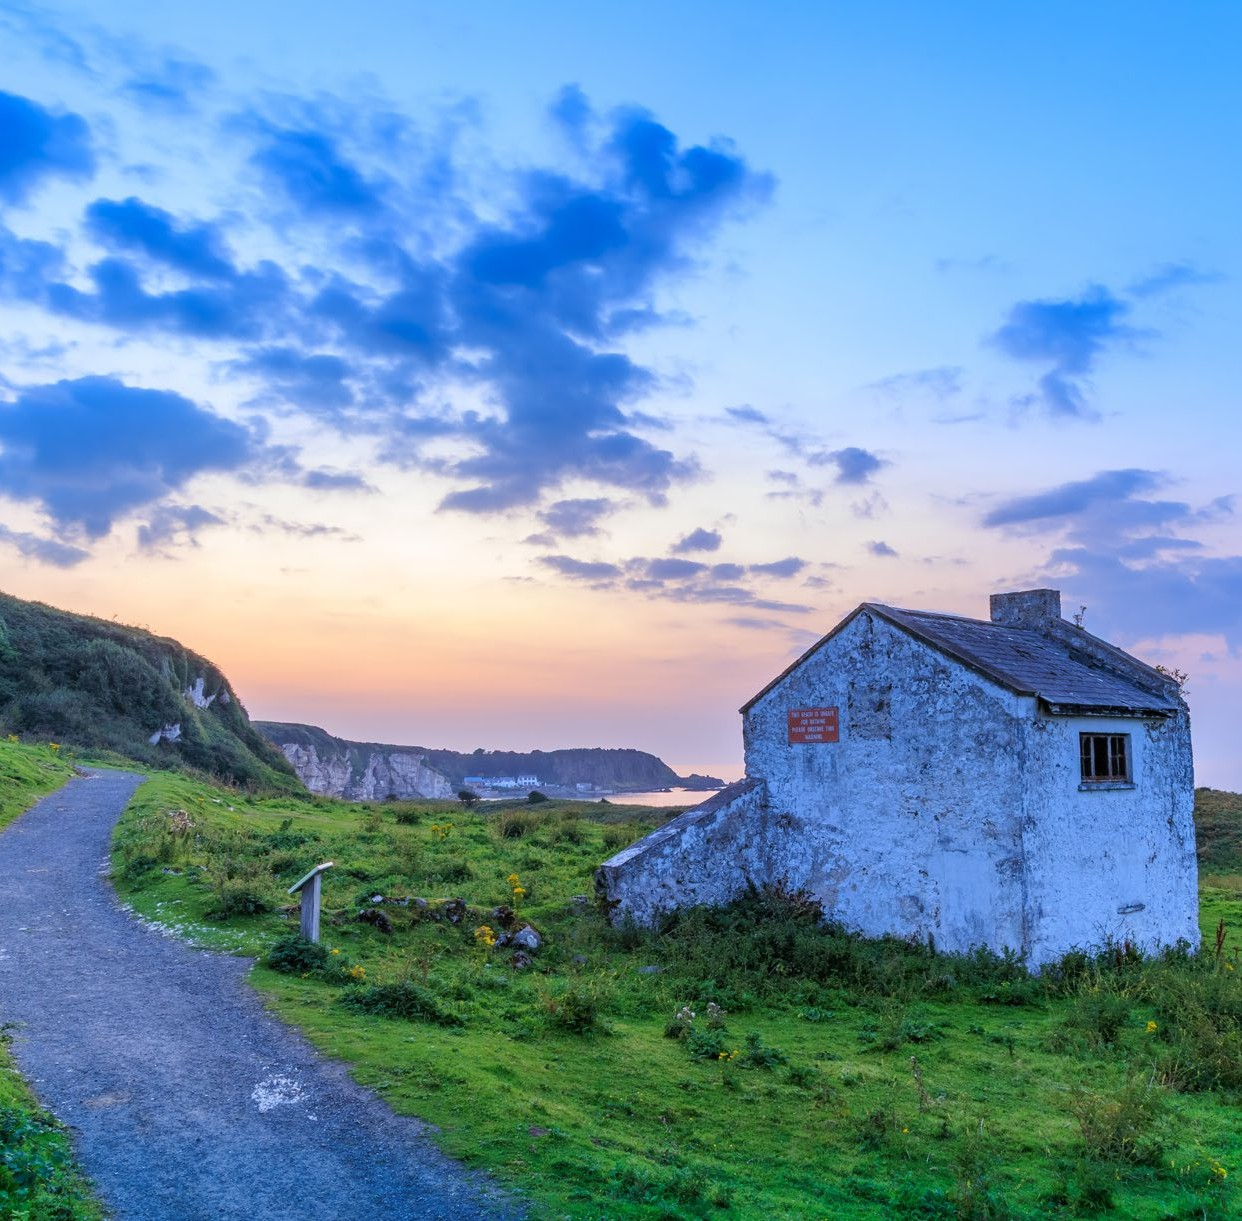 THIS BEACH IS UNSAFE
FOR BATHING
PLEASE OBSERVE THIS
WARNING